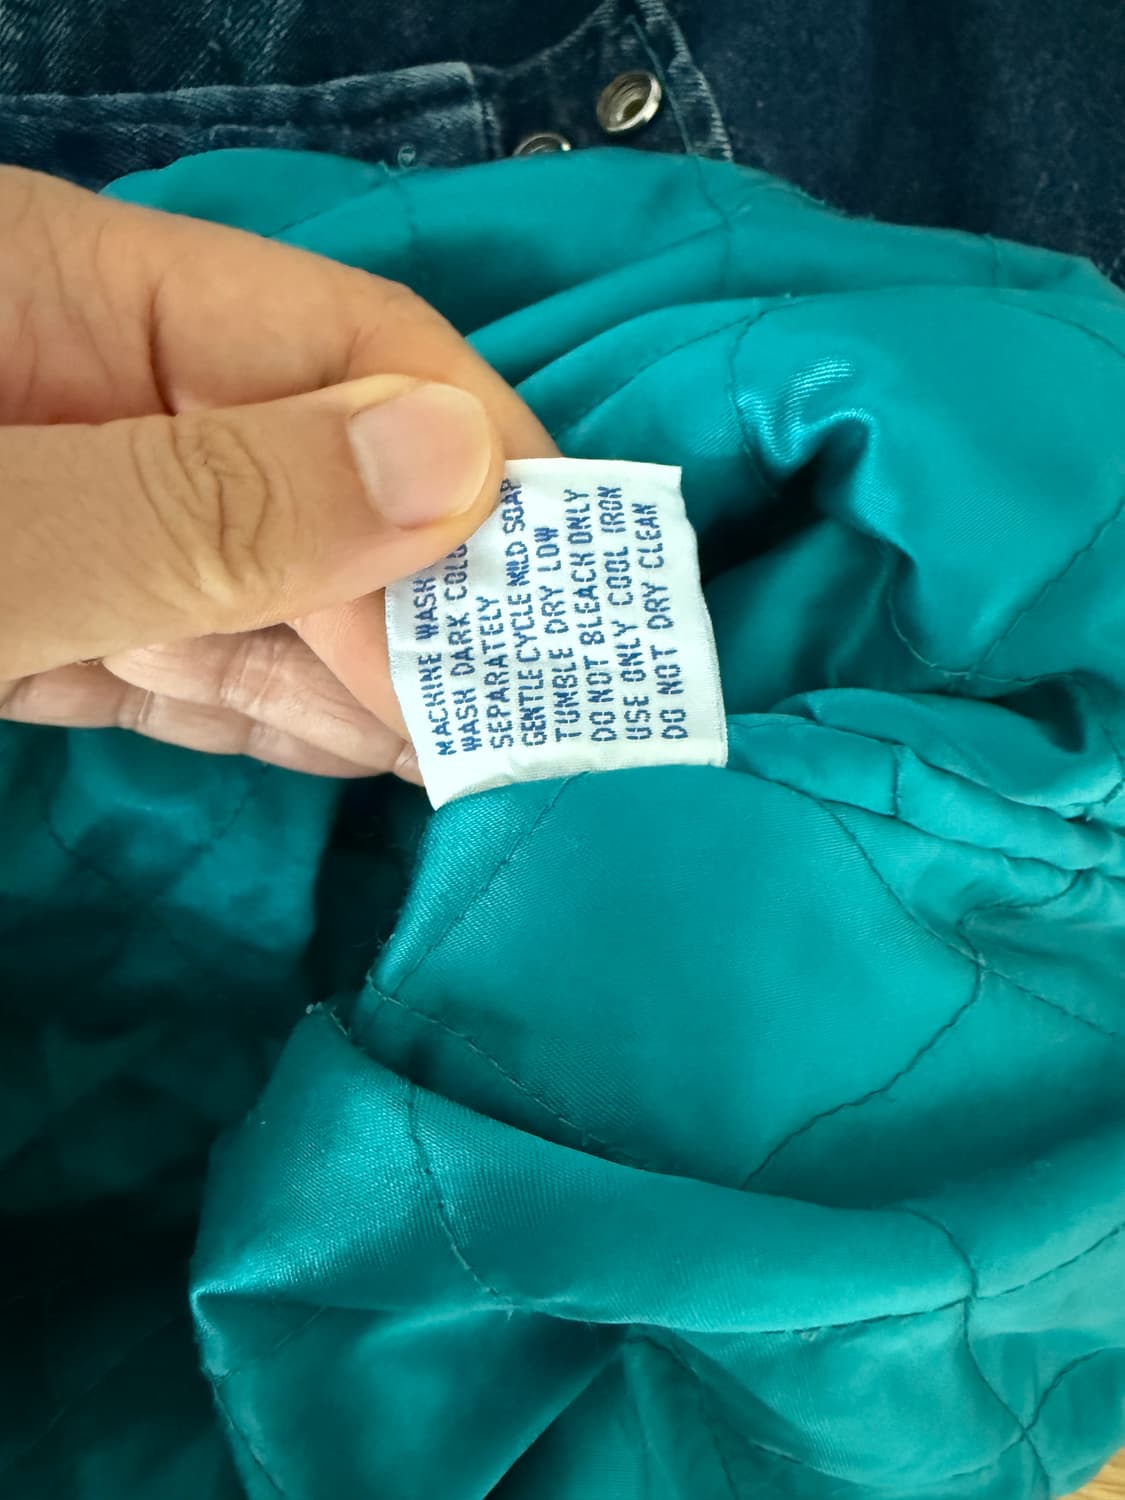 MACHINE WASH
WASH DARK
SEPARATELY
GENTLE CYCLE MILD SOAP
TUMBLE DRY LOW
DO NOT BLEACH ONLY
USE ONLY COOL IRON
DO NOT DRY CLEAN